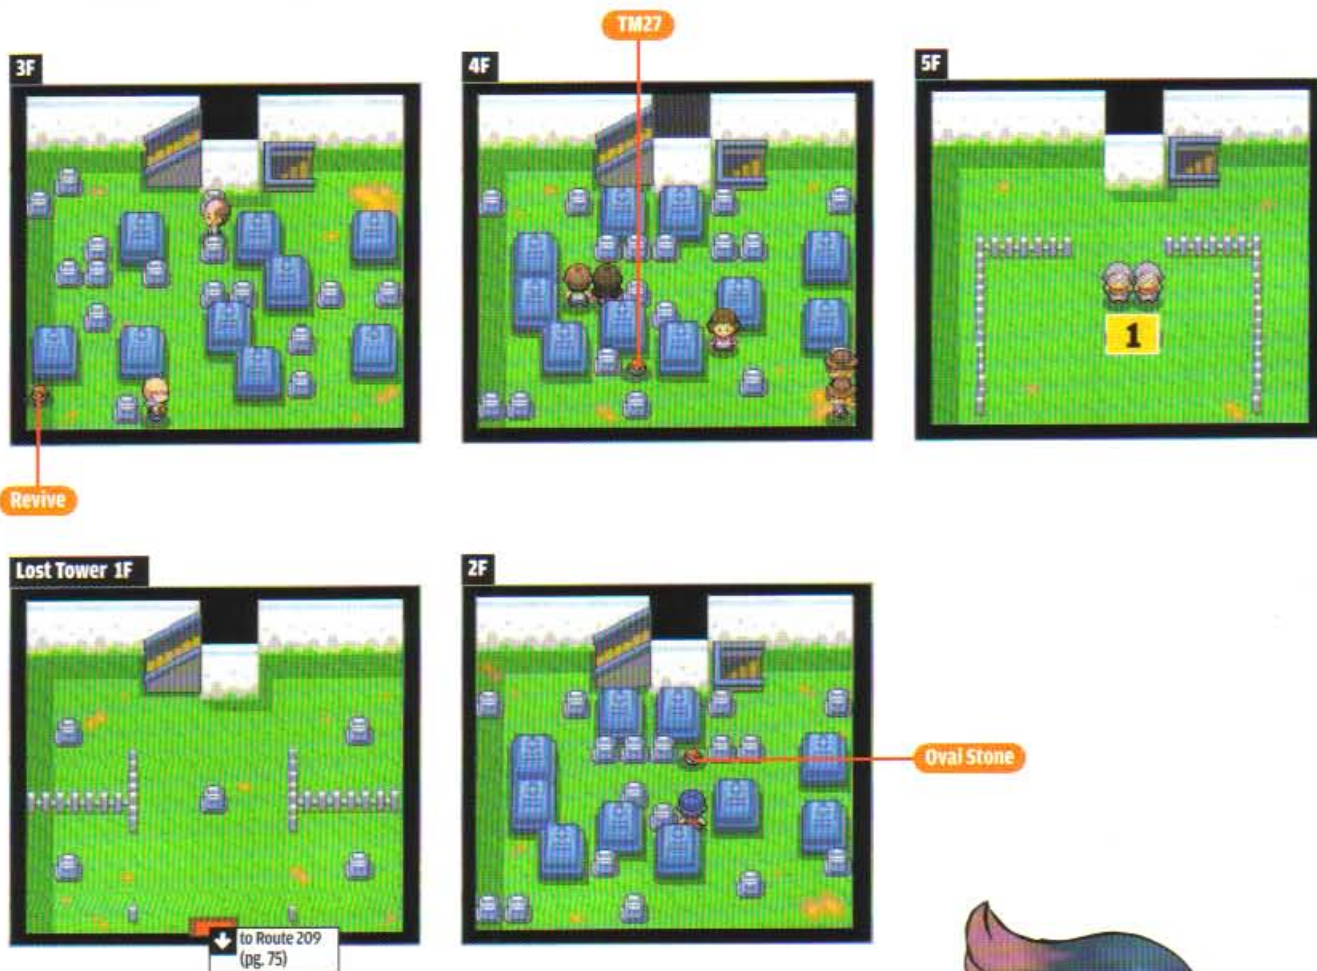 TM27
3F
4F
5F
1
Revive
Lost Tower 1F
2F
Oval Stone
to Route 209
(pg. 75)